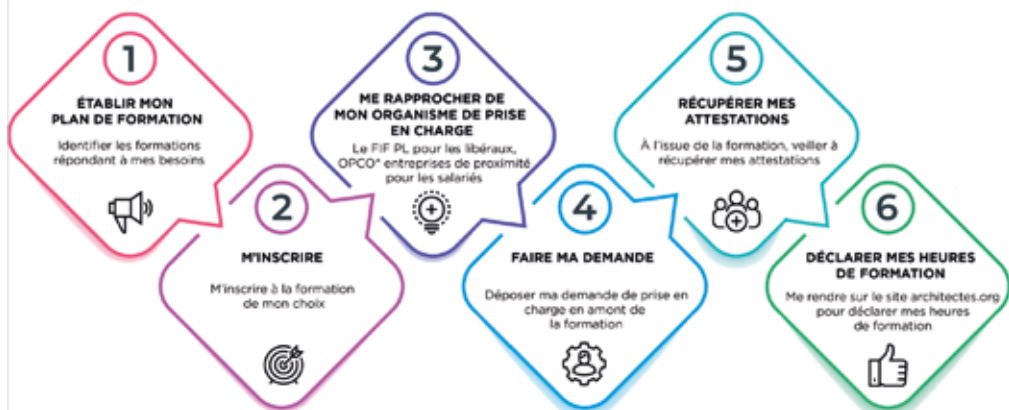 1
ÉTABLIR MON
PLAN DE FORMATION
Identifier les formations
répondant à mes besoins
2
M'INSCRIRE
M'inscrire à la formation
de mon choix
3
ME RAPPROCHER DE
MON ORGANISME DE PRISE
EN CHARGE
Le FIF PL pour les libéraux,
OPCO* entreprises de proximité
pour les salariés
4
FAIRE MA DEMANDE
Déposer ma demande de prise en
charge en amont de
la formation
5
RÉCUPÉRER MES
ATTESTATIONS
À l'issue de la formation, veiller à
récupérer mes attestations
6
DÉCLARER MES HEURES
DE FORMATION
Me rendre sur le site architectes.org
pour déclarer mes heures
de formation